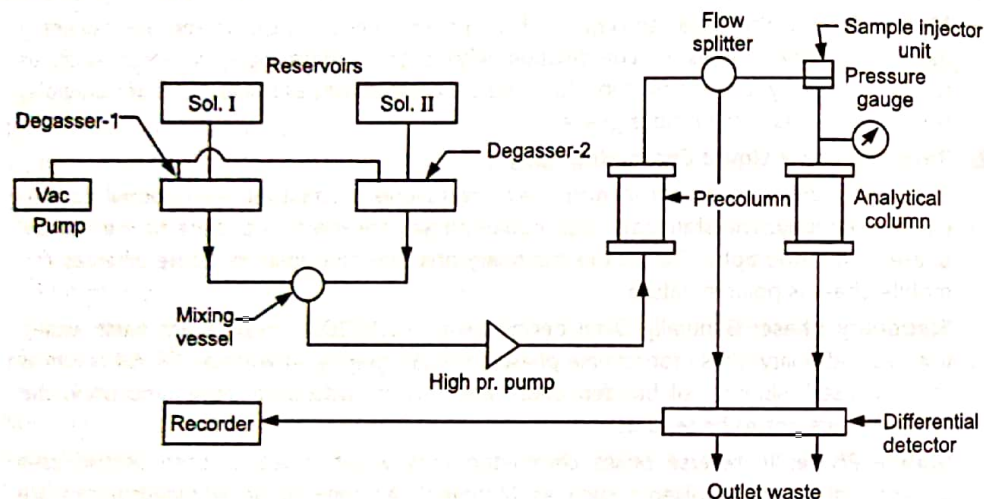 Flow
splitter
Sample injector
unit
Pressure
gauge
Reservoirs
Sol. I
Sol. II
Degasser-1
Degasser-2
Vac
Pump
Precolumn
Analytical
column
Mixing
vessel
High pr. pump
Recorder
Differential
detector
Outlet waste